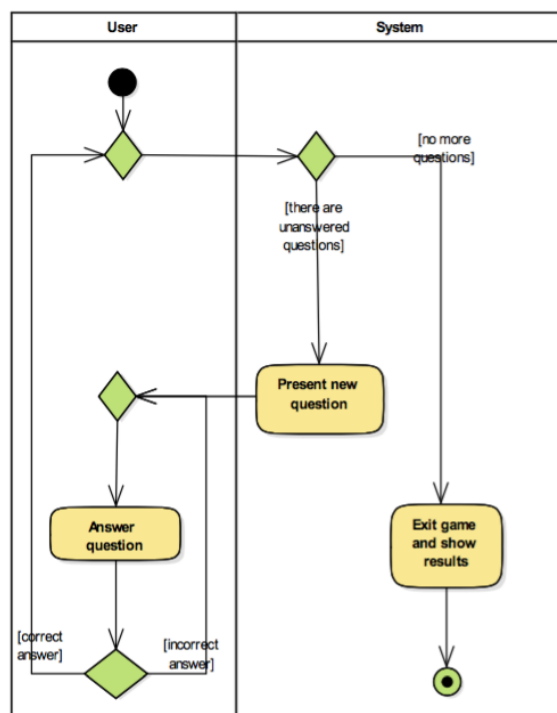 User
System
[no more
questions]
[there are
unanswered
questions]
Present new
question
Answer
question
Exit game
and show
results
[correct
answer]
[incorrect
answer]